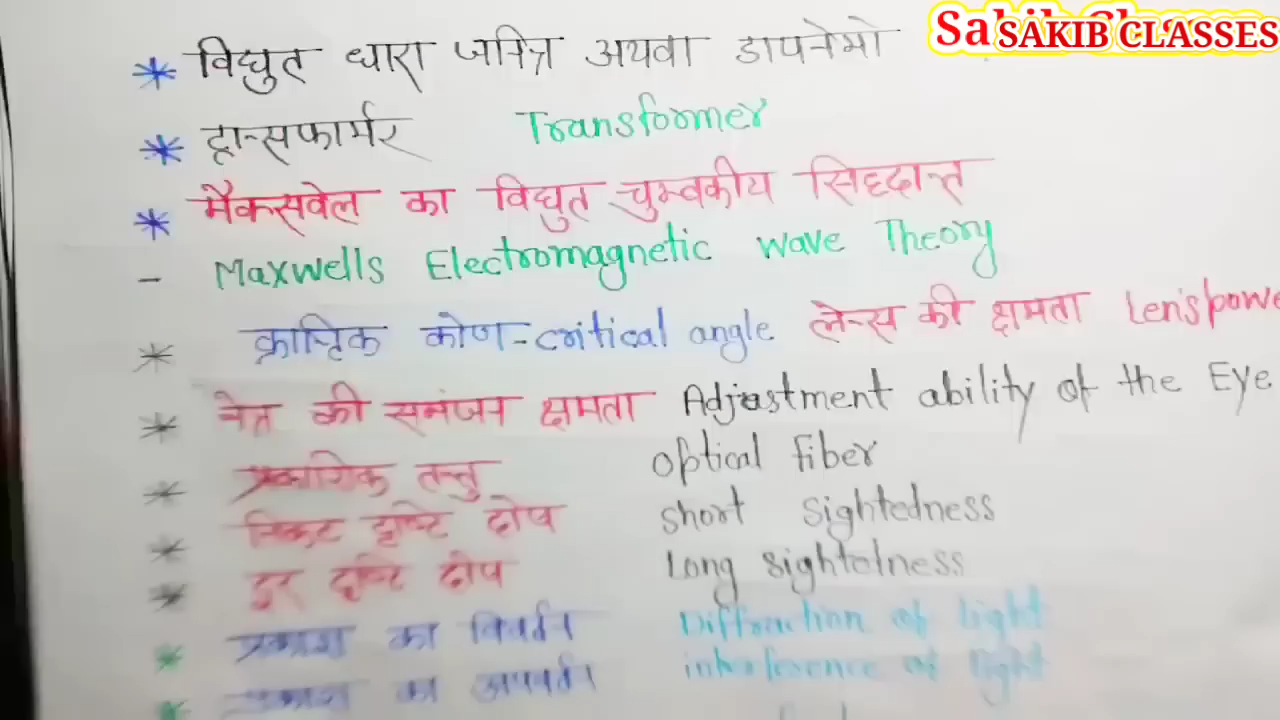 SAKIB CLASSES
विद्युत धारा जनित्र अथवा डायनेमो
ट्रान्सफार्मर Transformer
मैक्सवेल का विद्युत चुम्बकीय सिद्दान्त
- Maxwells Electromagnetic wave Theory
क्रान्तिक कोण-critical angle लेन्स की क्षमता Len'spowe
नेत्र की समंजन क्षमता Adjustment ability of the Eye
प्रकाशिक तन्तु optical fiber
निकट दृष्टि दोष short sightedness
दूर दृष्टि दोष Long sightedness
प्रकाश का विवर्तन Diffraction of light
प्रकाश का अपवर्तन interference of light